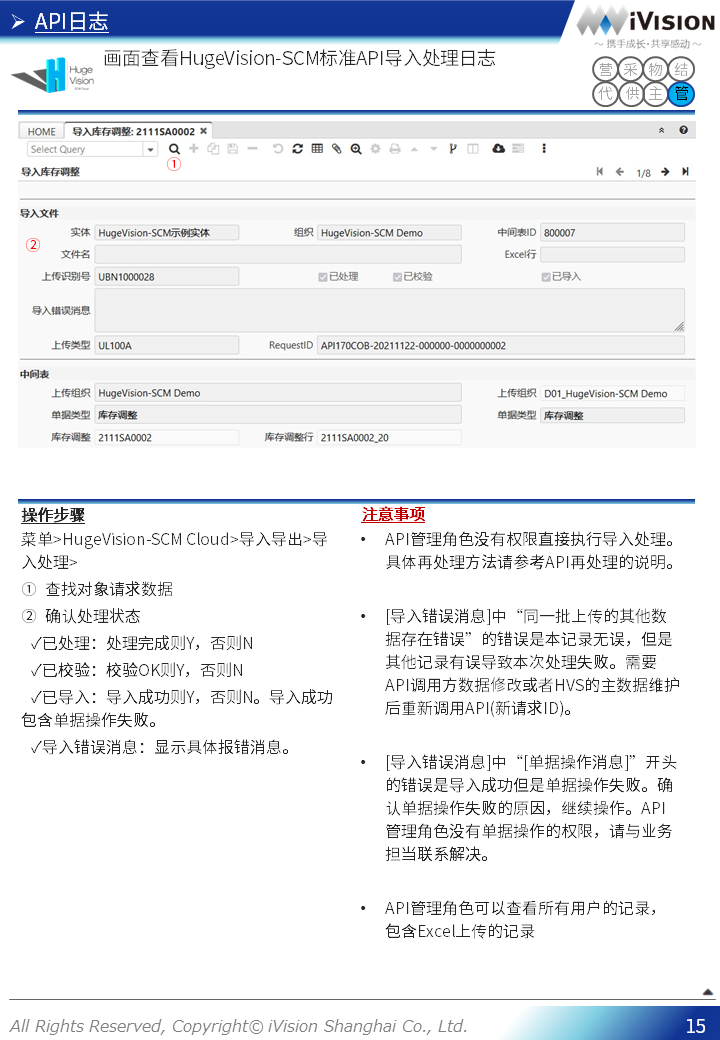 ➢ API日志
iVISION
～ 携手成长·共享感动 ～
画面查看HugeVision-SCM标准API导入处理日志
Huge
Vision
SCM Cloud
营 采 物 结
代 供 主 管
HOME 导入库存调整: 2111SA0002 ×
Select Query
①
导入库存调整 1/8
导入文件
② 实体 HugeVision-SCM示例实体 组织 HugeVision-SCM Demo 中间表ID 800007
文件名 Excel行
上传识别号 UBN1000028 已处理 已校验 已导入
导入错误消息
上传类型 UL100A RequestID API170COB-20211122-000000-0000000002
中间表
上传组织 HugeVision-SCM Demo 上传组织 D01_HugeVision-SCM Demo
单据类型 库存调整 单据类型 库存调整
库存调整 2111SA0002 库存调整行 2111SA0002_20
操作步骤
菜单>HugeVision-SCM Cloud>导入导出>导
入处理>
① 查找对象请求数据
② 确认处理状态
✓已处理：处理完成则Y，否则N
✓已校验：校验OK则Y，否则N
✓已导入：导入成功则Y，否则N。导入成功
包含单据操作失败。
✓导入错误消息：显示具体报错消息。
注意事项
• API管理角色没有权限直接执行导入处理。
具体再处理方法请参考API再处理的说明。
• [导入错误消息]中“同一批上传的其他数
据存在错误”的错误是本记录无误，但是
其他记录有误导致本次处理失败。需要
API调用方数据修改或者HVS的主数据维护
后重新调用API(新请求ID)。
• [导入错误消息]中“[单据操作消息]”开头
的错误是导入成功但是单据操作失败。确
认单据操作失败的原因，继续操作。API
管理角色没有单据操作的权限，请与业务
担当联系解决。
• API管理角色可以查看所有用户的记录，
包含Excel上传的记录
All Rights Reserved, Copyright© iVision Shanghai Co., Ltd.
15